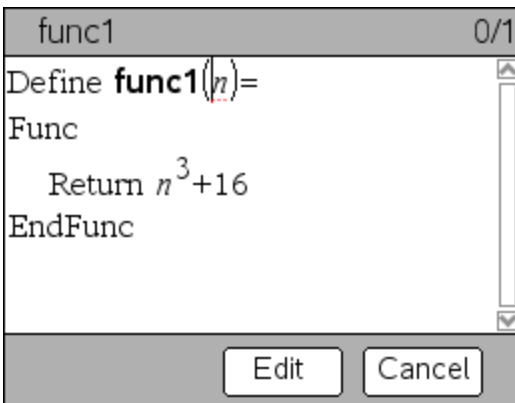 func1 0/1
Define func1(n)=
Func
Return n³+16
EndFunc
Edit Cancel